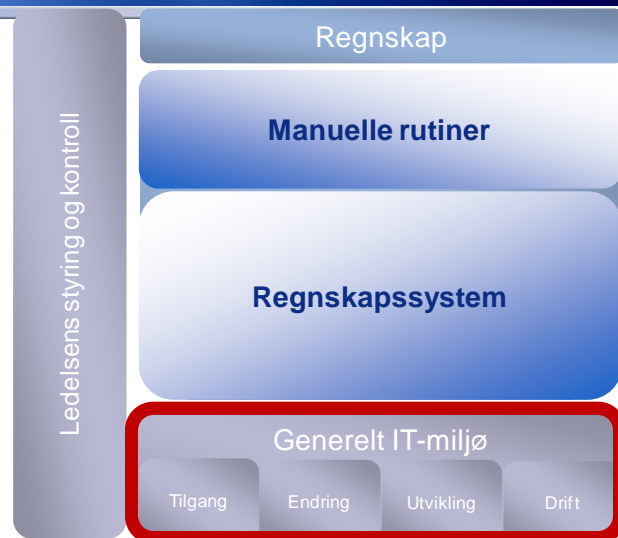 Ledelsens styring og kontroll
Regnskap
Manuelle rutiner
Regnskapssystem
Generelt IT-miljø
Tilgang
Endring
Utvikling
Drift